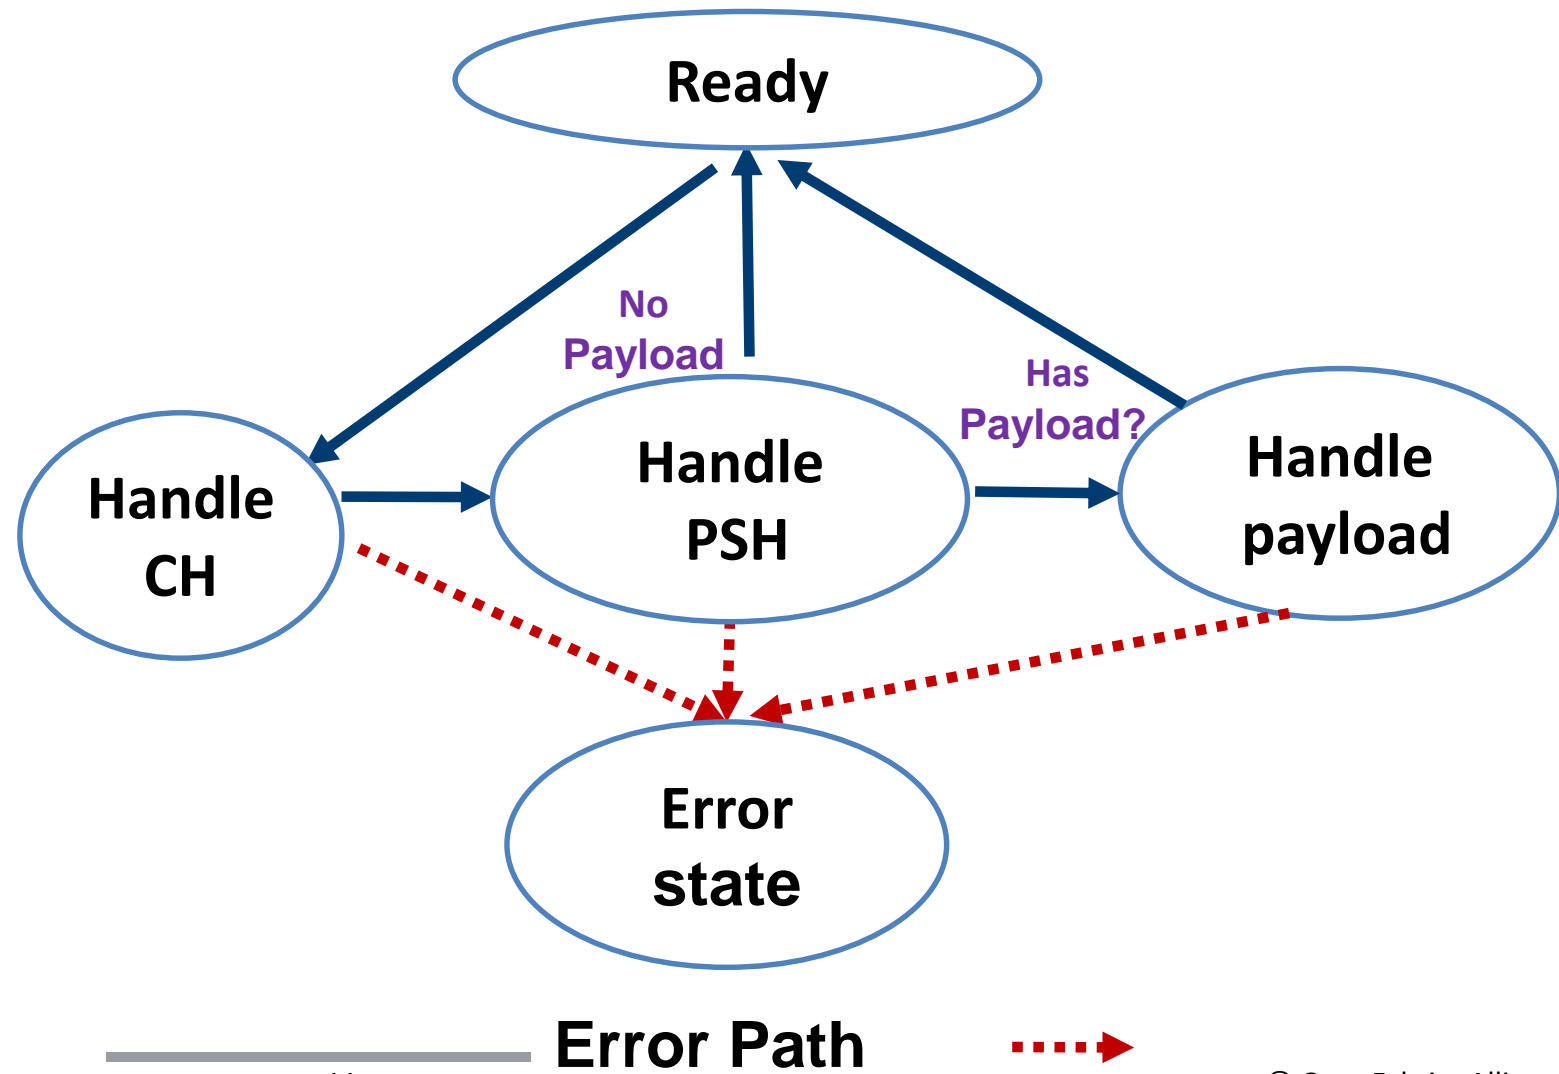 Ready
No
Payload
Has
Payload?
Handle
CH
Handle
PSH
Handle
payload
Error
state
Error Path